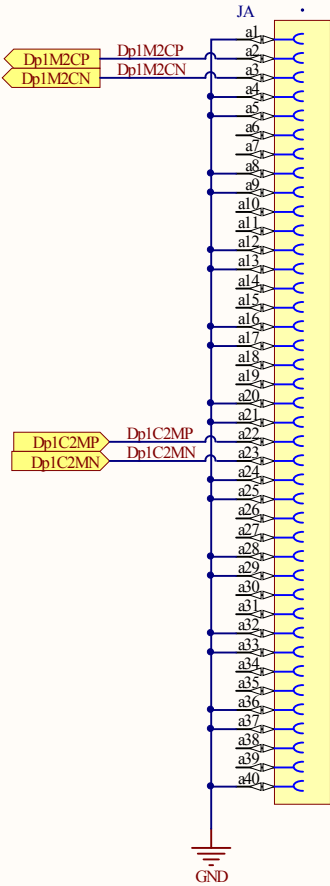 JA
a1
Dp1M2CP Dp1M2CP a2
Dp1M2CN Dp1M2CN a3
a4
a5
a6
a7
a8
a9
a10
a11
a12
a13
a14
a15
a16
a17
a18
a19
a20
a21
Dp1C2MP Dp1C2MP a22
Dp1C2MN Dp1C2MN a23
a24
a25
a26
a27
a28
a29
a30
a31
a32
a33
a34
a35
a36
a37
a38
a39
a40
GND